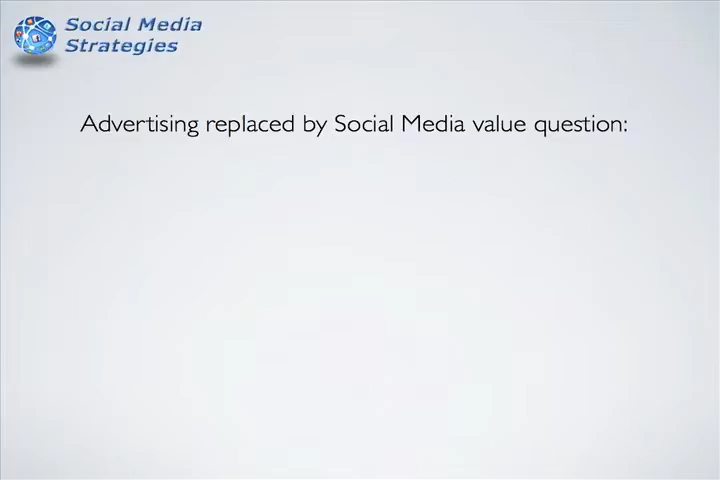 Social Media
Strategies
Advertising replaced by Social Media value question: